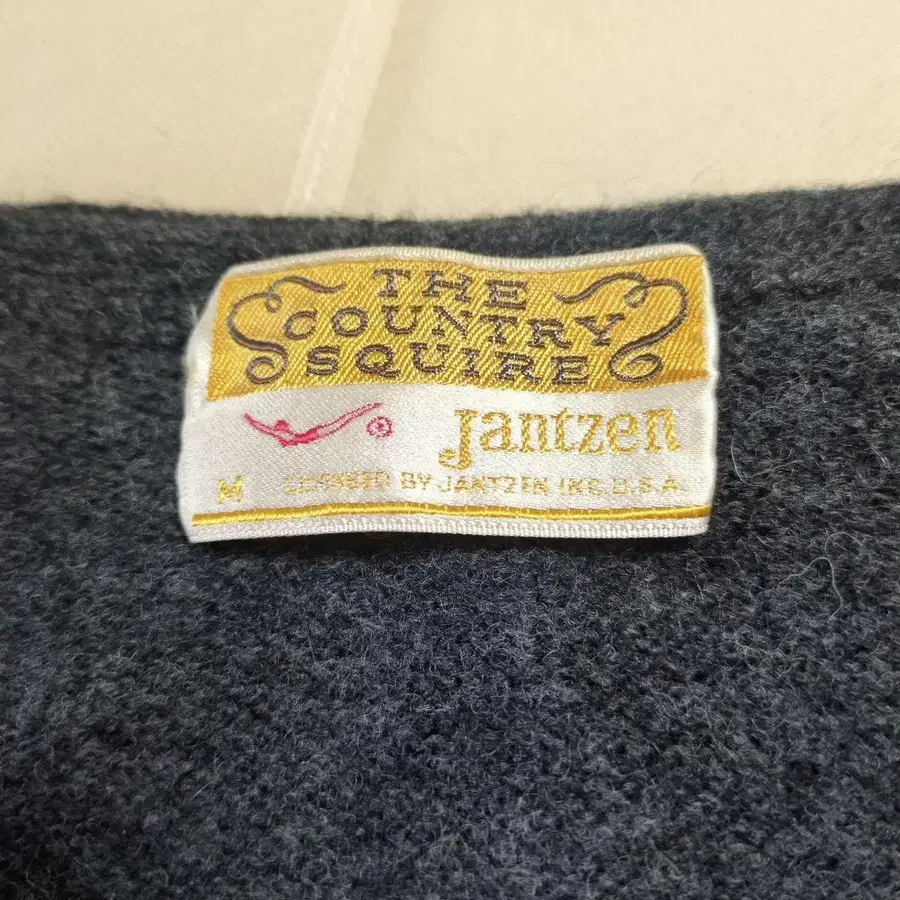 THE
COUNTRY
SQUIRE
® Jantzen
M LICENSED BY JANTZEN INC. U.S.A.